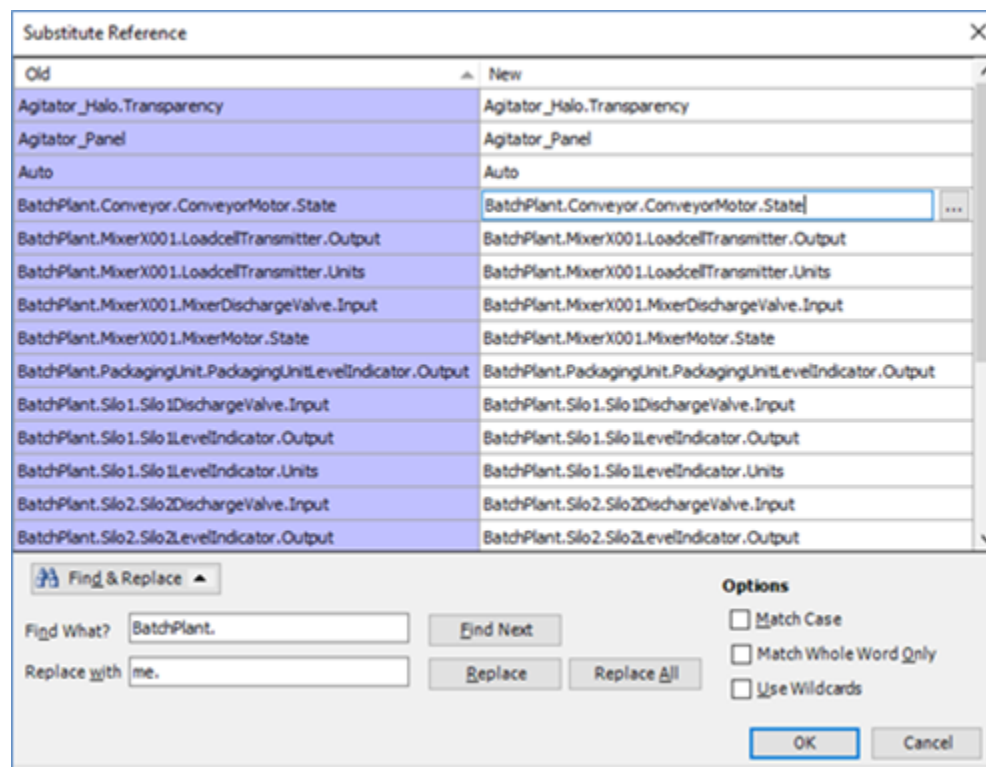 Substitute Reference
Old New
Agitator_Halo.Transparency Agitator_Halo.Transparency
Agitator_Panel Agitator_Panel
Auto Auto
BatchPlant.Conveyor.ConveyorMotor.State BatchPlant.Conveyor.ConveyorMotor.State ...
BatchPlant.MixerX001.LoadcellTransmitter.Output BatchPlant.MixerX001.LoadcellTransmitter.Output
BatchPlant.MixerX001.LoadcellTransmitter.Units BatchPlant.MixerX001.LoadcellTransmitter.Units
BatchPlant.MixerX001.MixerDischargeValve.Input BatchPlant.MixerX001.MixerDischargeValve.Input
BatchPlant.MixerX001.MixerMotor.State BatchPlant.MixerX001.MixerMotor.State
BatchPlant.PackagingUnit.PackagingUnitLevelIndicator.Output BatchPlant.PackagingUnit.PackagingUnitLevelIndicator.Output
BatchPlant.Silo1.Silo1DischargeValve.Input BatchPlant.Silo1.Silo1DischargeValve.Input
BatchPlant.Silo1.Silo1LevelIndicator.Output BatchPlant.Silo1.Silo1LevelIndicator.Output
BatchPlant.Silo1.Silo1LevelIndicator.Units BatchPlant.Silo1.Silo1LevelIndicator.Units
BatchPlant.Silo2.Silo2DischargeValve.Input BatchPlant.Silo2.Silo2DischargeValve.Input
BatchPlant.Silo2.Silo2LevelIndicator.Output BatchPlant.Silo2.Silo2LevelIndicator.Output
Find & Replace
Options
Find What? BatchPlant. Find Next Match Case
Match Whole Word Only
Replace with me. Replace Replace All
Use Wildcards
OK Cancel